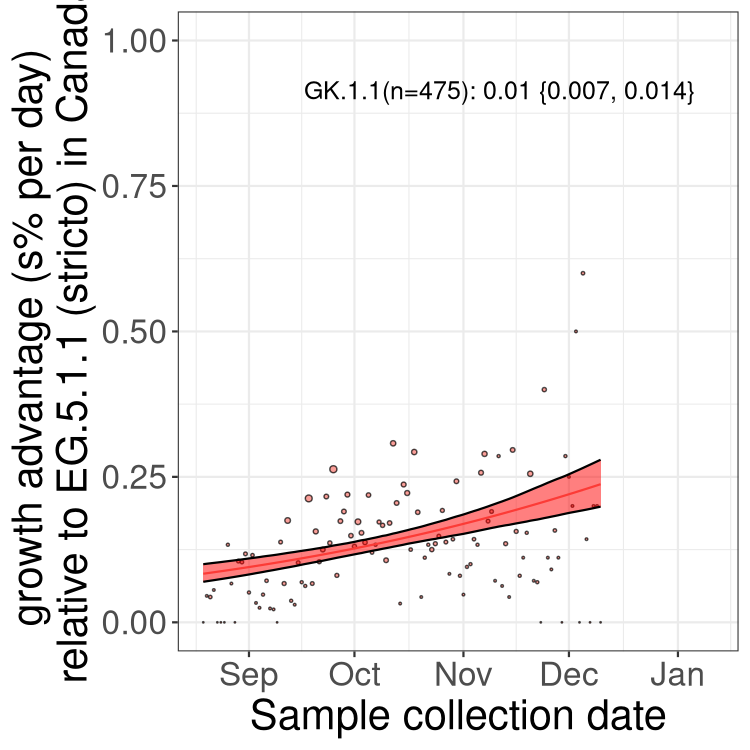 growth advantage (s% per day)
relative to EG.5.1.1 (stricto) in Canada
1.00
0.75
0.50
0.25
0.00
GK.1.1(n=475): 0.01 {0.007, 0.014}
Sep Oct Nov Dec Jan
Sample collection date